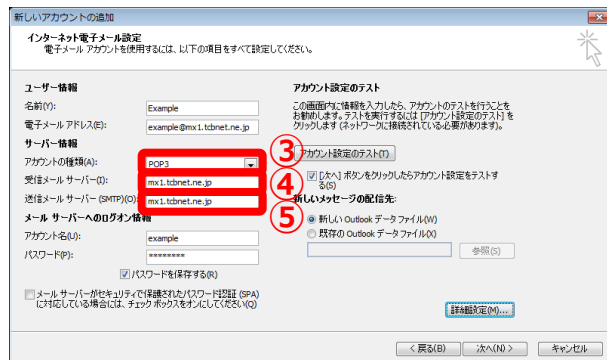 新しいアカウントの追加
インターネット電子メール設定
電子メール アカウントを使用するには、以下の項目をすべて設定してください。
ユーザー情報
名前(Y):
Example
電子メール アドレス(E):
example@mx1.tcbnet.ne.jp
サーバー情報
アカウントの種類(A):
POP3
③
受信メール サーバー(I):
mx1.tcbnet.ne.jp
④
送信メール サーバー (SMTP)(O):
mx1.tcbnet.ne.jp
⑤
メール サーバーへのログオン情報
アカウント名(U):
example
パスワード(P):
********
パスワードを保存する(R)
メール サーバーがセキュリティで保護されたパスワード認証 (SPA)
に対応している場合には、チェック ボックスをオンにしてください(Q)
アカウント設定のテスト
この画面内に情報を入力したら、アカウントのテストを行うことを
お勧めします。テストを実行するには [アカウント設定のテスト] を
クリックします (ネットワークに接続されている必要があります)。
アカウント設定のテスト(T)
[次へ] ボタンをクリックしたらアカウント設定をテストす
る(S)
新しいメッセージの配信先:
新しい Outlook データ ファイル(W)
既存の Outlook データ ファイル(X)
参照(S)
詳細設定(M)...
< 戻る(B)
次へ(N) >
キャンセル